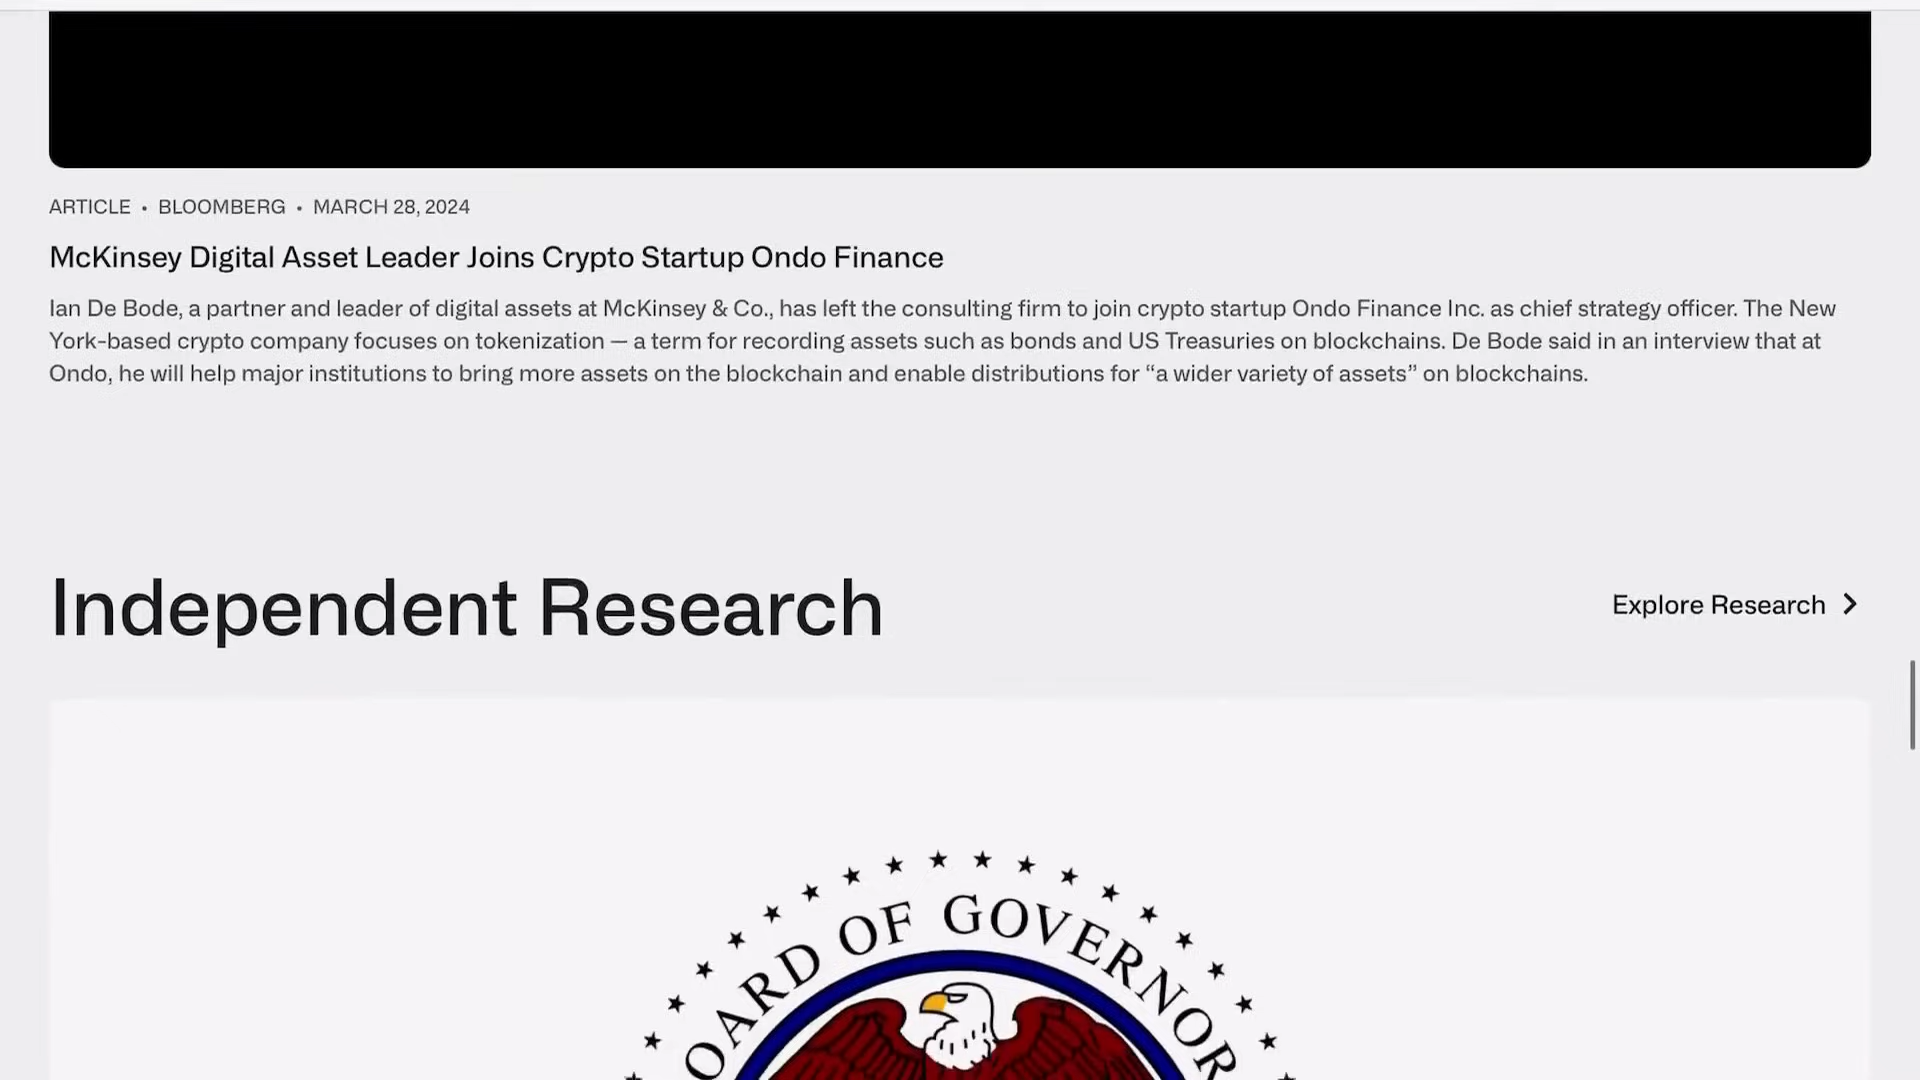 ARTICLE • BLOOMBERG • MARCH 28, 2024
McKinsey Digital Asset Leader Joins Crypto Startup Ondo Finance
Ian De Bode, a partner and leader of digital assets at McKinsey & Co., has left the consulting firm to join crypto startup Ondo Finance Inc. as chief strategy officer. The New
York-based crypto company focuses on tokenization — a term for recording assets such as bonds and US Treasuries on blockchains. De Bode said in an interview that at
Ondo, he will help major institutions to bring more assets on the blockchain and enable distributions for “a wider variety of assets” on blockchains.
Independent Research
Explore Research
OARD OF GOVERNOR